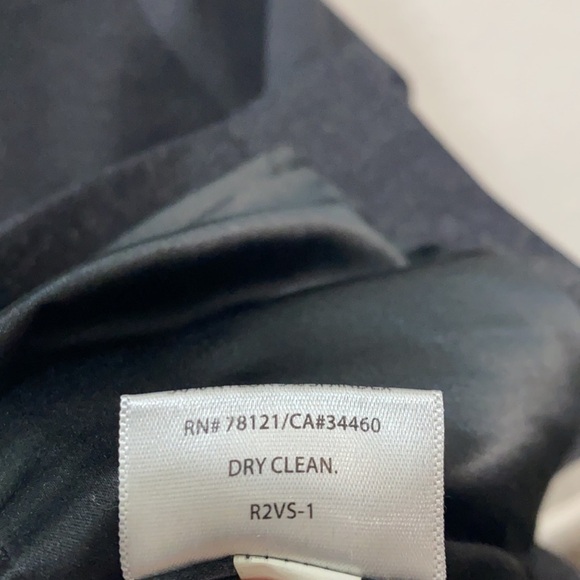 RN# 78121/CA#34460
DRY CLEAN.
R2VS-1